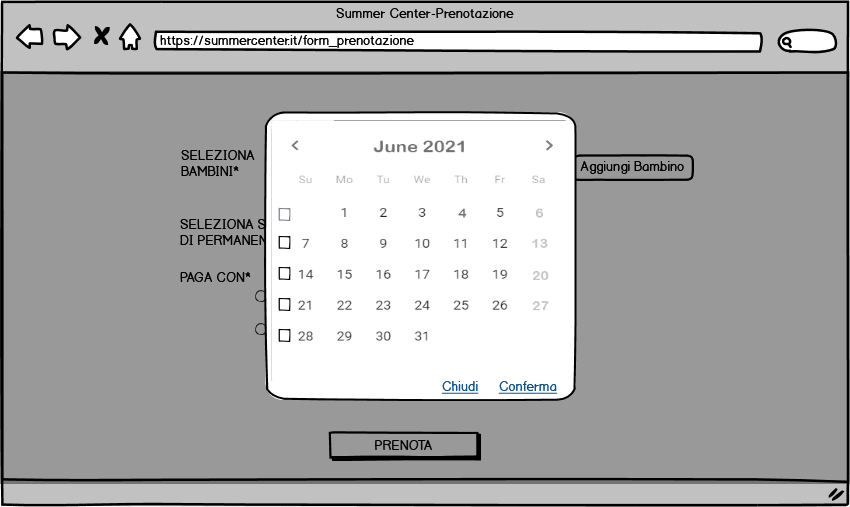 Summer Center-Prenotazione
https://summercenter.it/form_prenotazione
June 2021
Su Mo Tu We Th Fr Sa
1 2 3 4 5 6
7 8 9 10 11 12 13
14 15 16 17 18 19 20
21 22 23 24 25 26 27
28 29 30 31
Chiudi Conferma
SELEZIONA
BAMBINI*
Aggiungi Bambino
SELEZIONA S
DI PERMANEN
PAGA CON*
PRENOTA